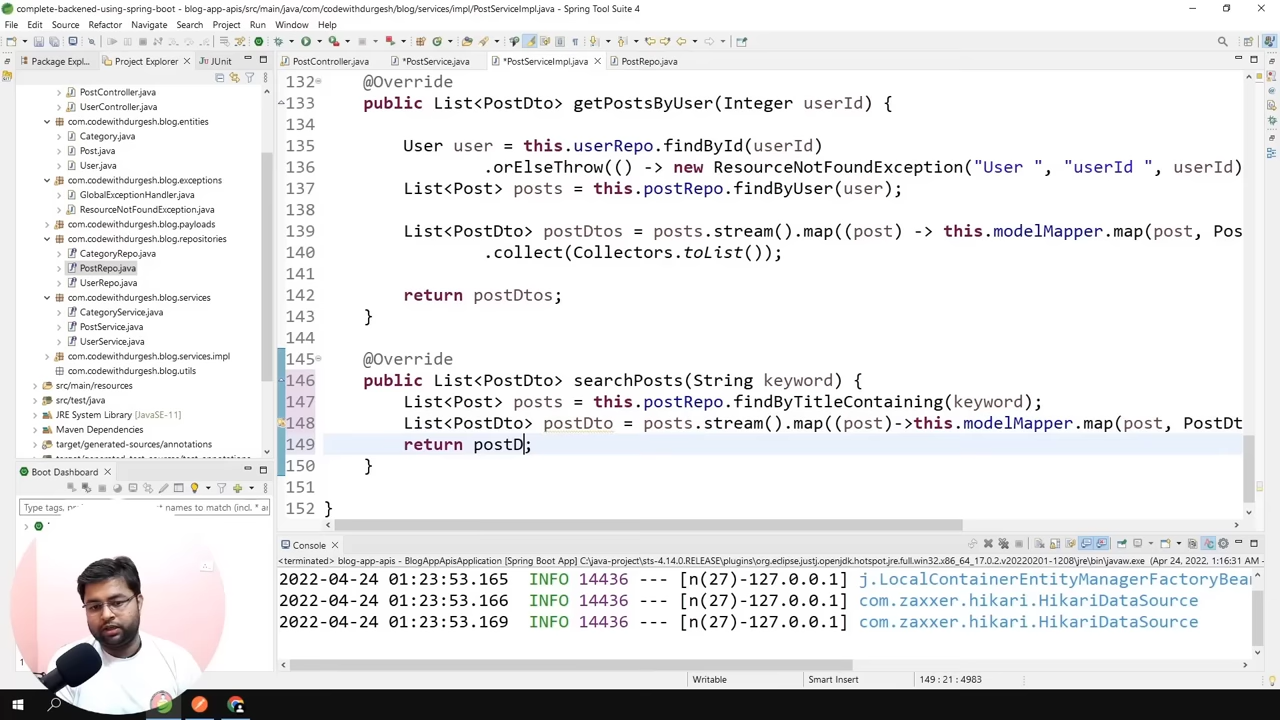 complete-backened-using-spring-boot - blog-app-apis/src/main/java/com/codewithdurgesh/blog/services/impl/PostServiceImpl.java - Spring Tool Suite 4
File Edit Source Refactor Navigate Search Project Run Window Help
Package Expl... Project Explorer JUnit
PostController.java *PostService.java *PostServiceImpl.java PostRepo.java
PostController.java
UserController.java
com.codewithdurgesh.blog.entities
Category.java
Post.java
User.java
com.codewithdurgesh.blog.exceptions
GlobalExceptionHandler.java
ResourceNotFoundException.java
com.codewithdurgesh.blog.payloads
com.codewithdurgesh.blog.repositories
CategoryRepo.java
PostRepo.java
UserRepo.java
com.codewithdurgesh.blog.services
CategoryService.java
PostService.java
UserService.java
com.codewithdurgesh.blog.services.impl
com.codewithdurgesh.blog.utils
src/main/resources
src/test/java
JRE System Library [JavaSE-11]
Maven Dependencies
target/generated-sources/annotations
132 @Override
133 public List<PostDto> getPostsByUser(Integer userId) {
134
135 User user = this.userRepo.findById(userId)
136 .orElseThrow(() -> new ResourceNotFoundException("User ", "userId ", userId)
137 List<Post> posts = this.postRepo.findByUser(user);
138
139 List<PostDto> postDtos = posts.stream().map((post) -> this.modelMapper.map(post, Pos
140 .collect(Collectors.toList());
141
142 return postDtos;
143 }
144
145 @Override
146 public List<PostDto> searchPosts(String keyword) {
147 List<Post> posts = this.postRepo.findByTitleContaining(keyword);
148 List<PostDto> postDto = posts.stream().map((post)->this.modelMapper.map(post, PostDt
149 return postD;
150 }
151
152 }
Boot Dashboard
Type tags, names to match (incl. * ar
Console
<terminated> blog-app-apis - BlogAppApisApplication [Spring Boot App] C:\java-project\sts-4.14.0.RELEASE\plugins\org.eclipse.justj.openjdk.hotspot.jre.full.win32.x86_64_17.0.2.v20220201-1208\jre\bin\javaw.exe (Apr 24, 2022, 1:16:31 AM
2022-04-24 01:23:53.165 INFO 14436 --- [n(27)-127.0.0.1] j.LocalContainerEntityManagerFactoryBear
2022-04-24 01:23:53.166 INFO 14436 --- [n(27)-127.0.0.1] com.zaxxer.hikari.HikariDataSource
2022-04-24 01:23:53.169 INFO 14436 --- [n(27)-127.0.0.1] com.zaxxer.hikari.HikariDataSource
Writable Smart Insert 149 : 21 : 4983